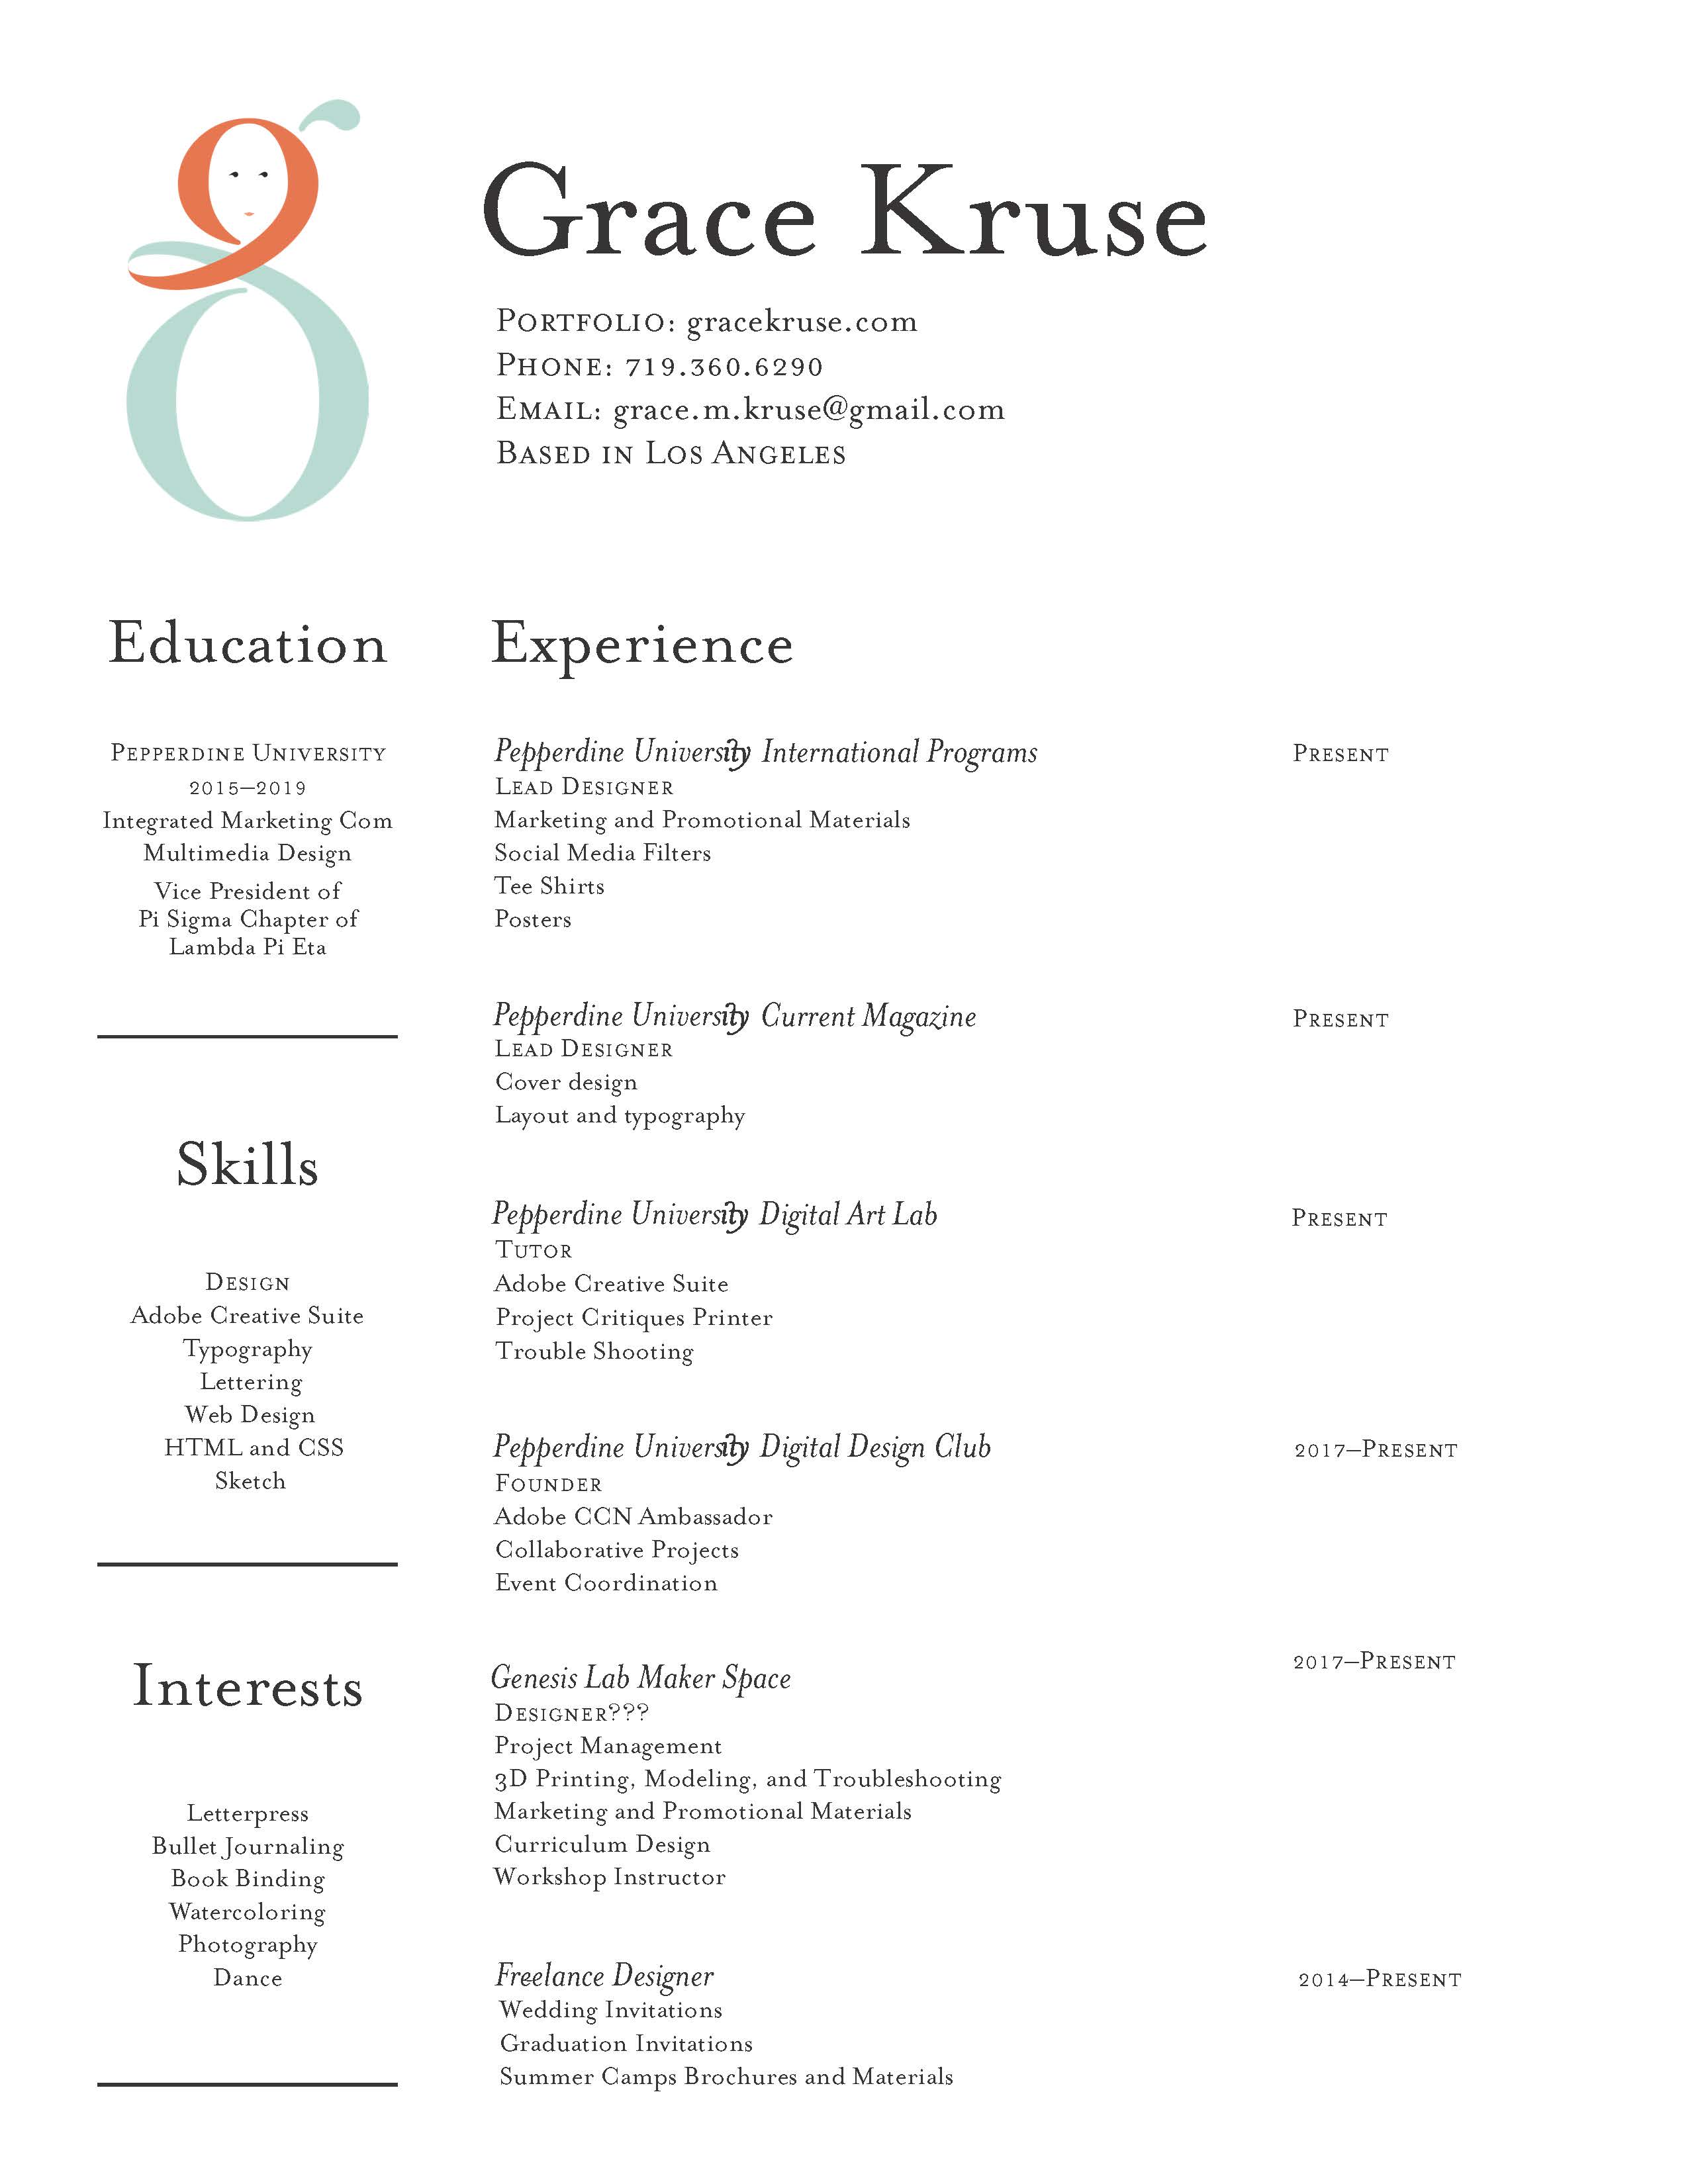 Grace Kruse
Portfolio: gracekruse.com
Phone: 719.360.6290
Email: grace.m.kruse@gmail.com
Based in Los Angeles
Education
Pepperdine University
2015–2019
Integrated Marketing Com
Multimedia Design
Vice President of
Pi Sigma Chapter of
Lambda Pi Eta
Skills
Design
Adobe Creative Suite
Typography
Lettering
Web Design
HTML and CSS
Sketch
Interests
Letterpress
Bullet Journaling
Book Binding
Watercoloring
Photography
Dance
Experience
Pepperdine University International Programs Present
Lead Designer
Marketing and Promotional Materials
Social Media Filters
Tee Shirts
Posters
Pepperdine University Current Magazine Present
Lead Designer
Cover design
Layout and typography
Pepperdine University Digital Art Lab Present
Tutor
Adobe Creative Suite
Project Critiques Printer
Trouble Shooting
Pepperdine University Digital Design Club 2017–Present
Founder
Adobe CCN Ambassador
Collaborative Projects
Event Coordination
Genesis Lab Maker Space 2017–Present
Designer???
Project Management
3D Printing, Modeling, and Troubleshooting
Marketing and Promotional Materials
Curriculum Design
Workshop Instructor
Freelance Designer 2014–Present
Wedding Invitations
Graduation Invitations
Summer Camps Brochures and Materials